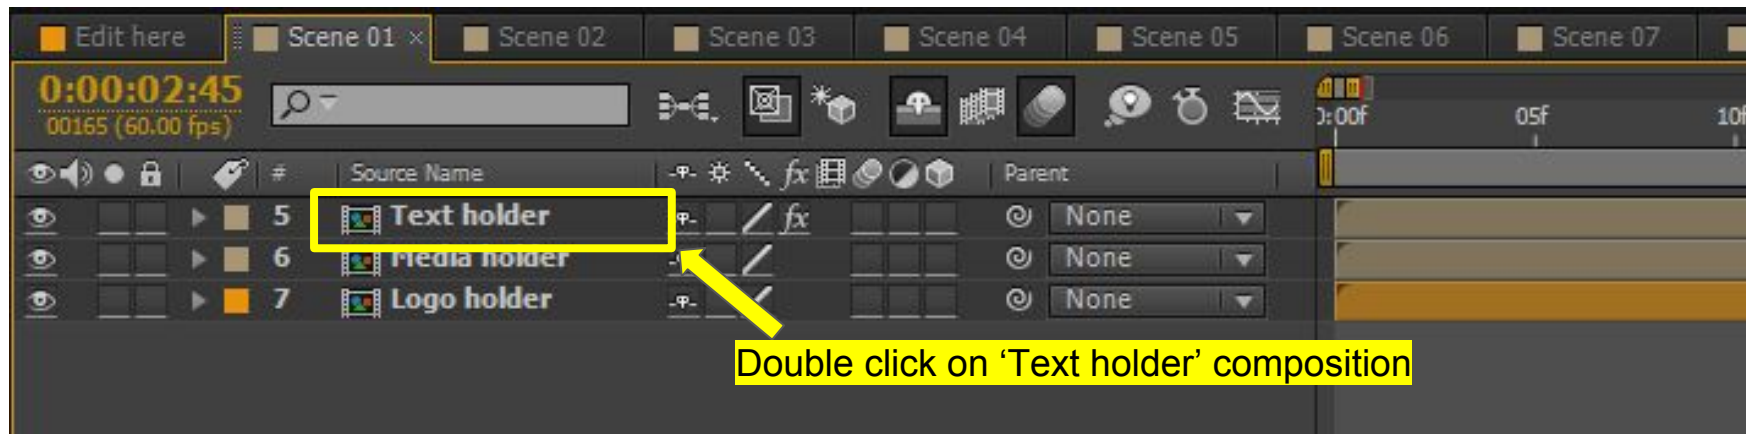 Edit here Scene 01 × Scene 02 Scene 03 Scene 04 Scene 05 Scene 06 Scene 07
0:00:02:45
00165 (60.00 fps)
0:00f 05f 10f
# Source Name fx Parent
5 Text holder fx None
6 Media holder None
7 Logo holder None
Double click on ‘Text holder’ composition